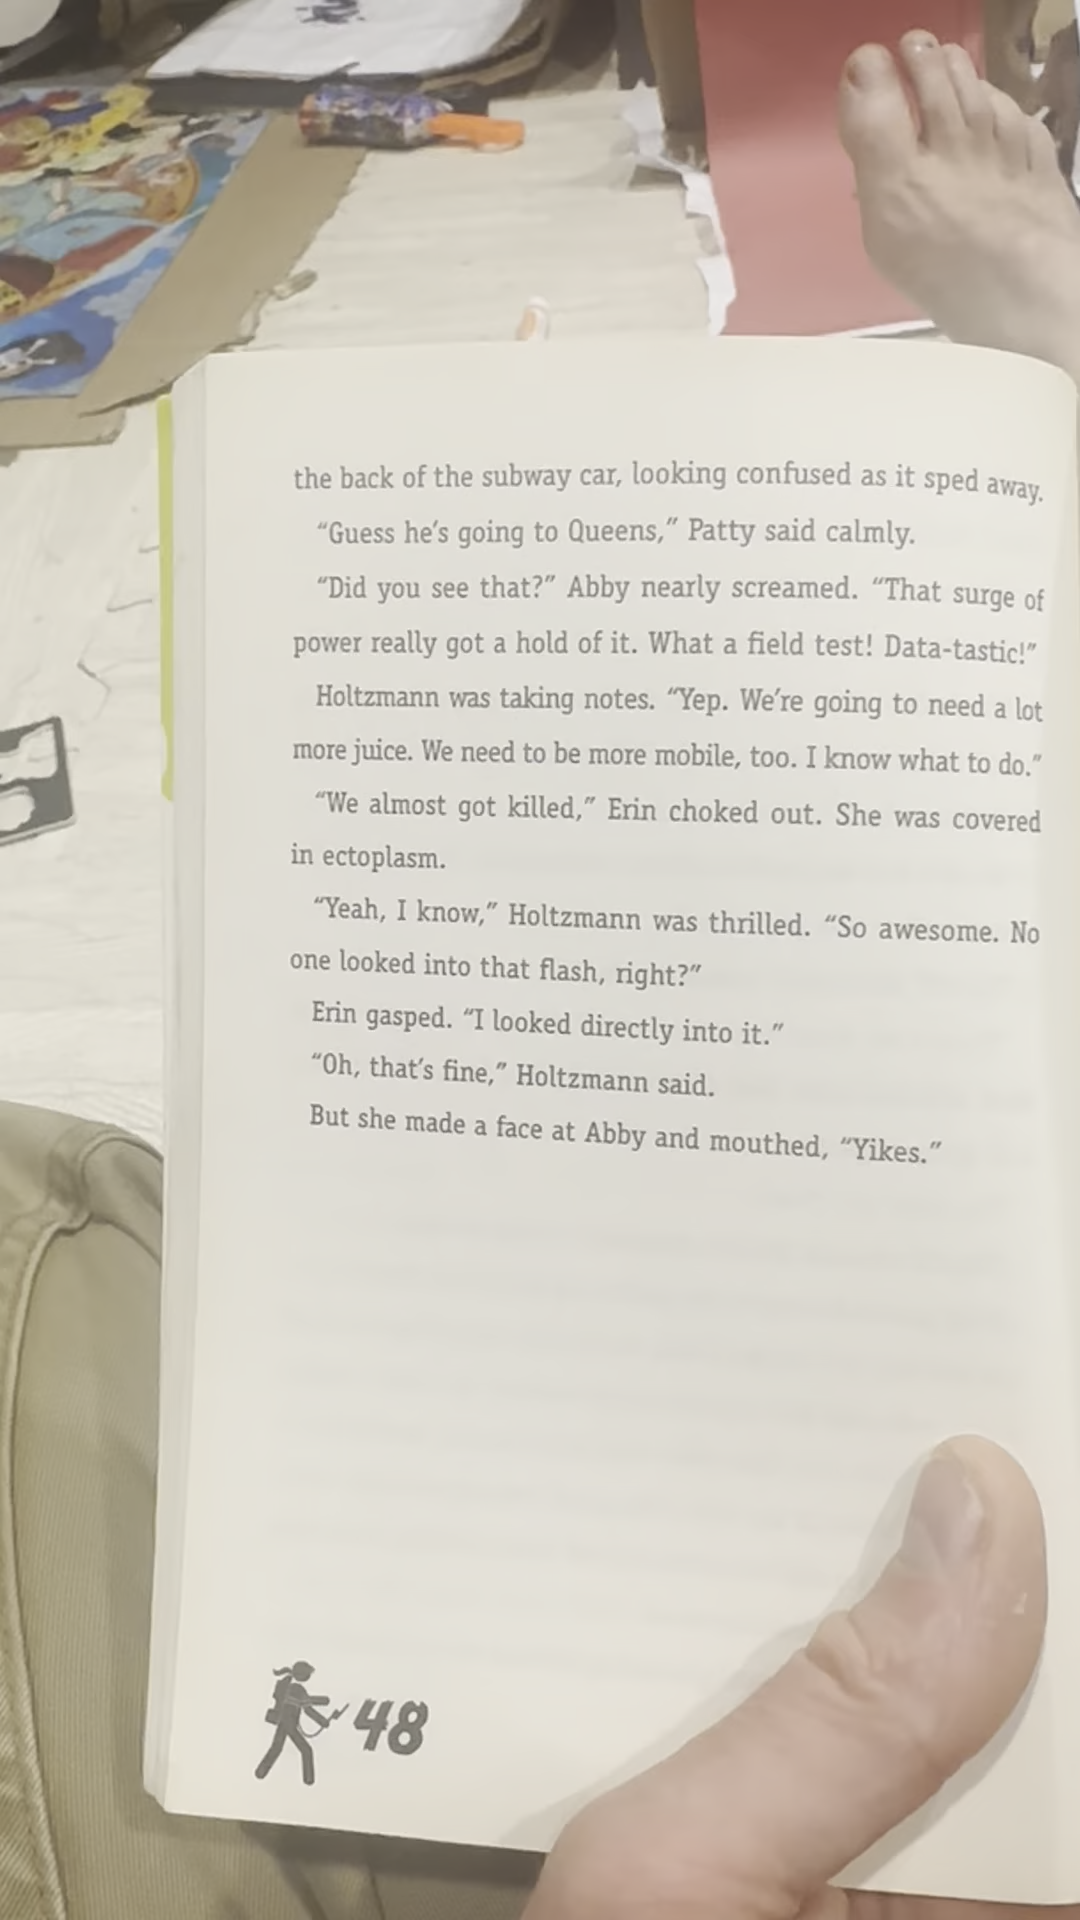 the back of the subway car, looking confused as it sped away.
“Guess he’s going to Queens,” Patty said calmly.
“Did you see that?” Abby nearly screamed. “That surge of
power really got a hold of it. What a field test! Data-tastic!”
Holtzmann was taking notes. “Yep. We’re going to need a lot
more juice. We need to be more mobile, too. I know what to do.”
“We almost got killed,” Erin choked out. She was covered
in ectoplasm.
“Yeah, I know,” Holtzmann was thrilled. “So awesome. No
one looked into that flash, right?”
Erin gasped. “I looked directly into it.”
“Oh, that’s fine,” Holtzmann said.
But she made a face at Abby and mouthed, “Yikes.”
48